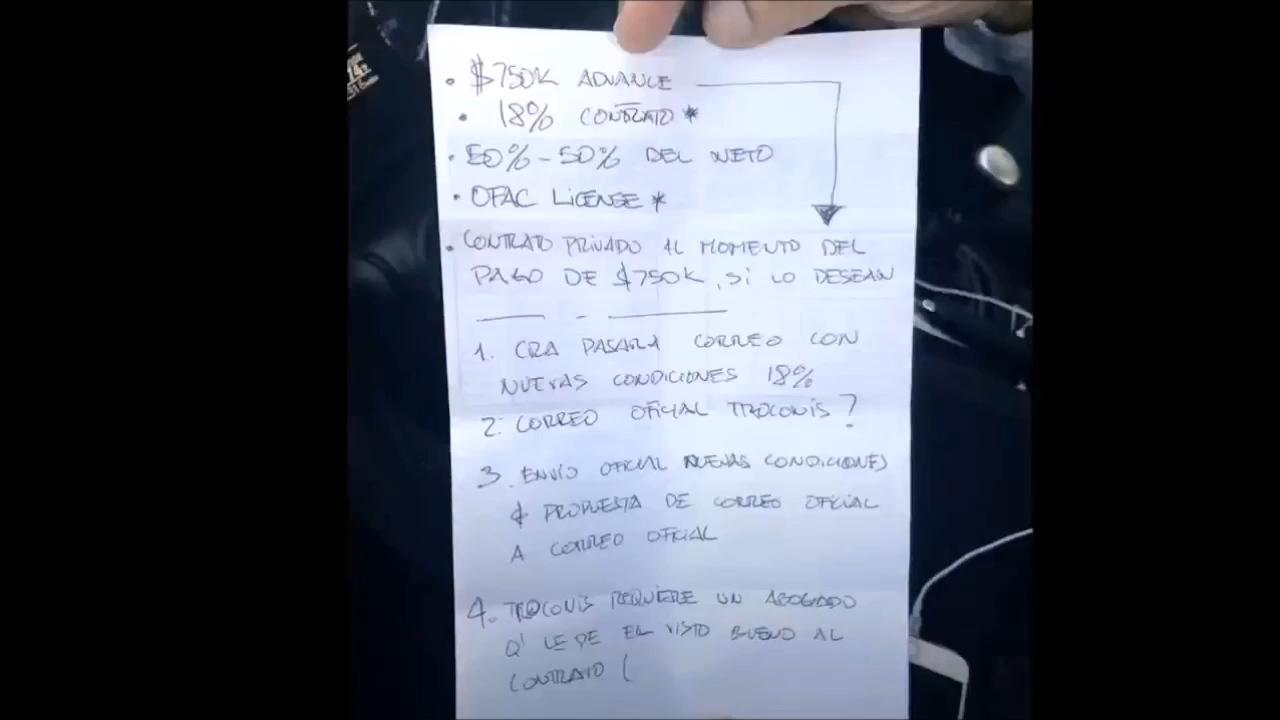 • $750K ADVANCE
• 18% CONTRATO *
• 50% - 50% DEL NETO
• OFAC LICENSE *
• CONTRATO PRIVADO AL MOMENTO DEL
PAGO DE $750K, SI LO DESEAN
1. CRA PASARA CORREO CON
NUEVAS CONDICIONES 18%
2. CORREO OFICIAL TROCONIS?
3. ENVIO OFICIAL NUEVAS CONDICIONES
$ PROPUESTA DE CORREO OFICIAL
A CORREO OFICIAL
4. TROCONIS REQUIERE UN ABOGADO
Q' LE DE EL VISTO BUENO AL
CONTRATO (